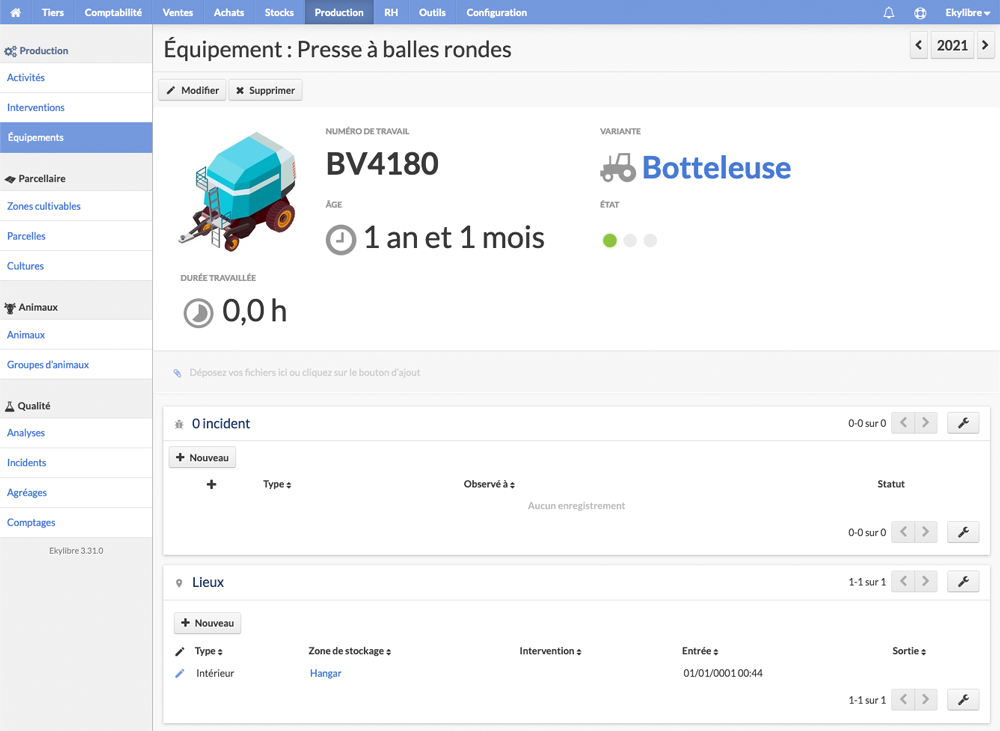 Tiers Comptabilité Ventes Achats Stocks Production RH Outils Configuration Ekylibre
Production
Activités
Interventions
Équipements
Parcellaire
Zones cultivables
Parcelles
Cultures
Animaux
Animaux
Groupes d'animaux
Qualité
Analyses
Incidents
Agréages
Comptages
Ekylibre 3.31.0
Équipement : Presse à balles rondes
2021
Modifier Supprimer
NUMÉRO DE TRAVAIL
BV4180
VARIANTE
Botteleuse
ÂGE
1 an et 1 mois
ÉTAT
DURÉE TRAVAILLÉE
0,0 h
Déposez vos fichiers ici ou cliquez sur le bouton d'ajout
0 incident 0-0 sur 0
Nouveau
Type Observé à Statut
Aucun enregistrement
0-0 sur 0
Lieux 1-1 sur 1
Nouveau
Type Zone de stockage Intervention Entrée Sortie
Intérieur Hangar 01/01/0001 00:44
1-1 sur 1